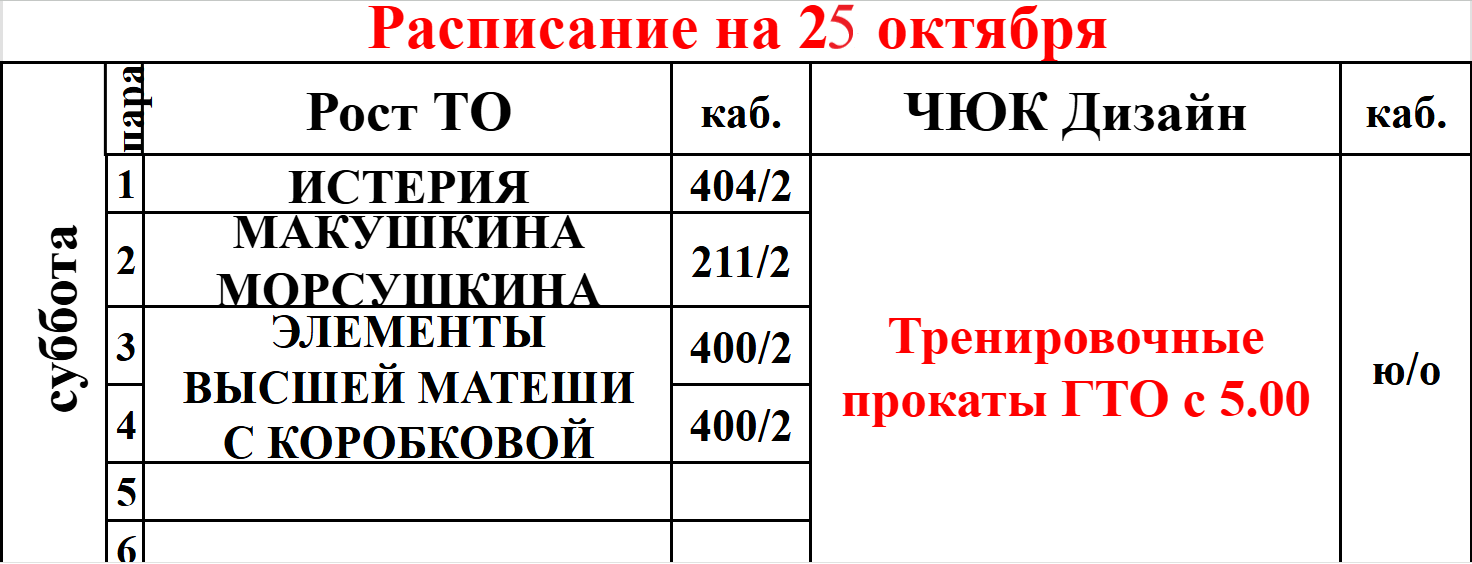 Расписание на 25 октября
суббота
пара
Рост ТО
каб.
ЧЮК Дизайн
каб.
1
ИСТЕРИЯ
404/2
2
МАКУШКИНА
МОРСУШКИНА
211/2
3
ЭЛЕМЕНТЫ
ВЫСШЕЙ МАТЕШИ
С КОРОБКОВОЙ
400/2
4
400/2
Тренировочные
прокаты ГТО с 5.00
ю/о
5
6